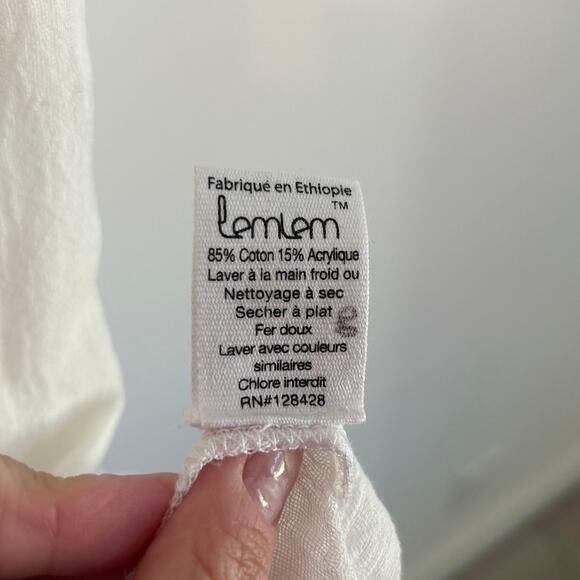 Fabriqué en Ethiopie
lemlem™
85% Coton 15% Acrylique
Laver à la main froid ou
Nettoyage à sec
Secher à plat
Fer doux
Laver avec couleurs
similaires
Chlore interdit
RN#128428